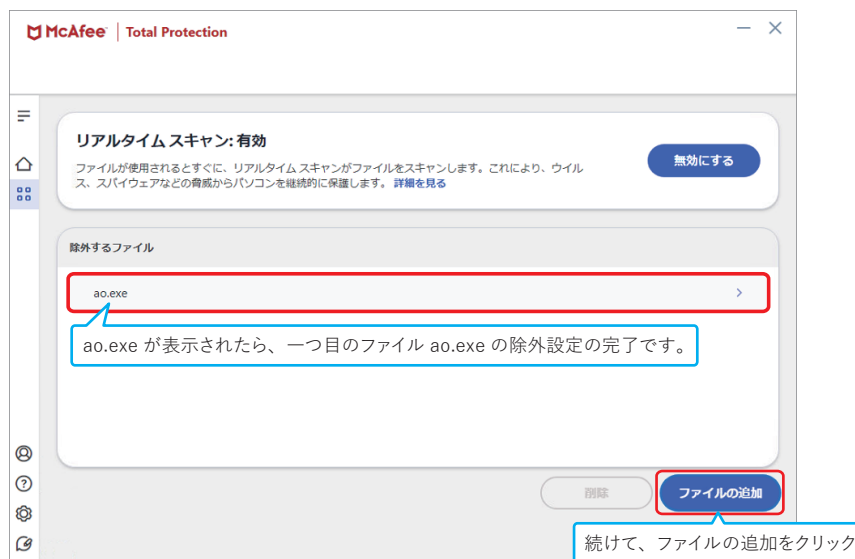 McAfee | Total Protection
リアルタイム スキャン: 有効
ファイルが使用されるとすぐに、リアルタイム スキャンがファイルをスキャンします。これにより、ウイル
ス、スパイウェアなどの脅威からパソコンを継続的に保護します。 詳細を見る
無効にする
除外するファイル
ao.exe
ao.exe が表示されたら、一つ目のファイル ao.exe の除外設定の完了です。
削除
ファイルの追加
続けて、ファイルの追加をクリック